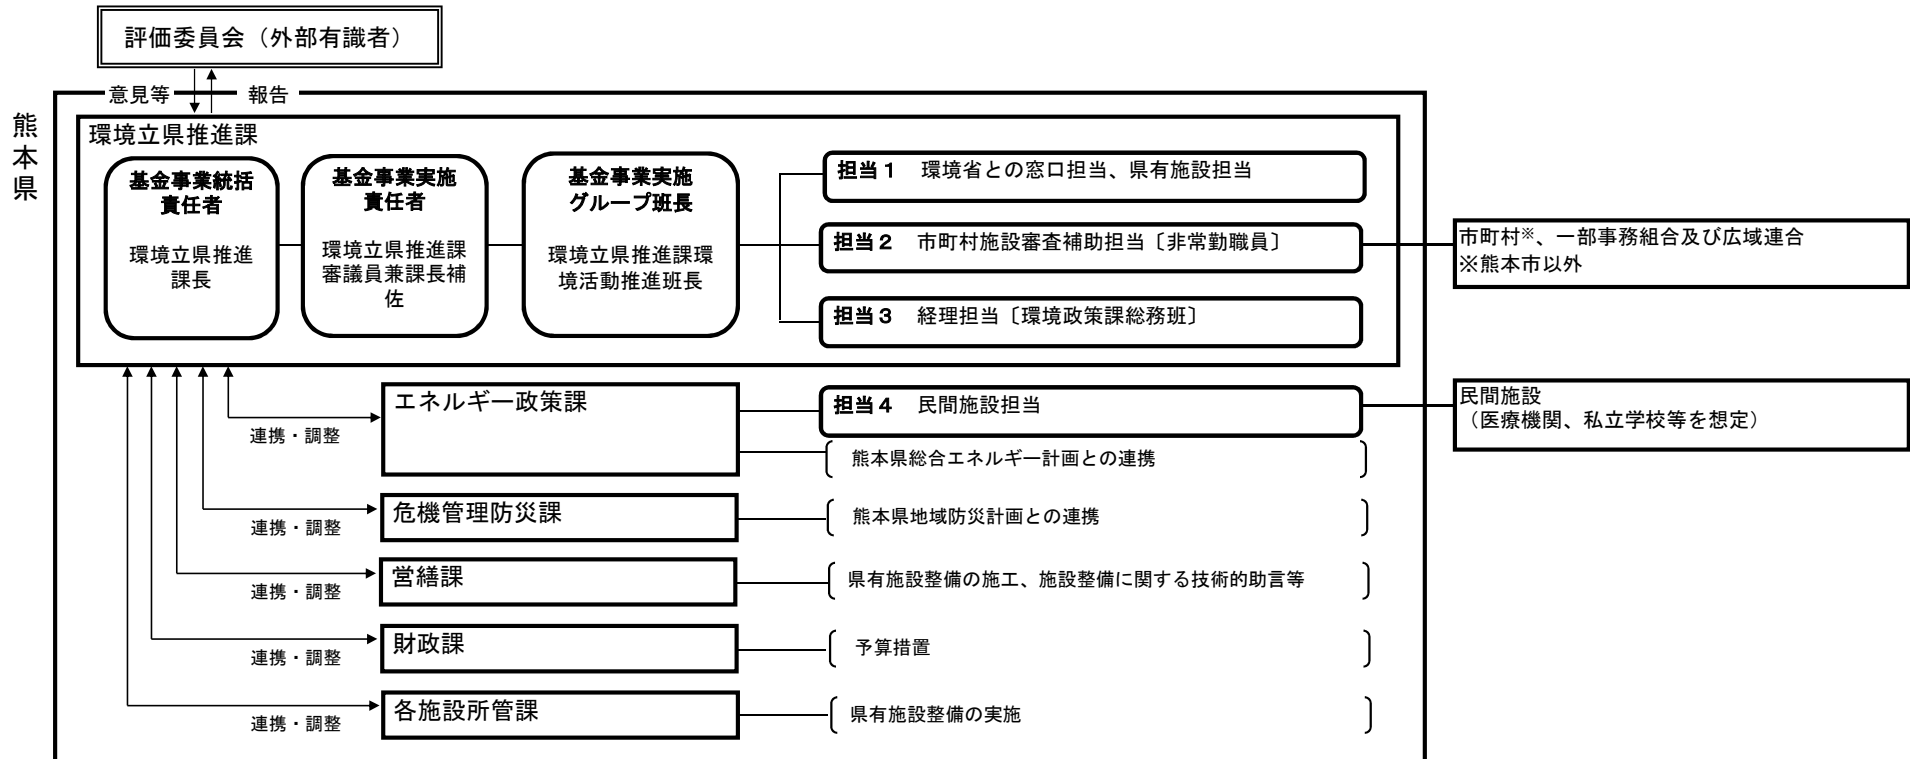 評価委員会（外部有識者）
意見等
報告
熊本県
環境立県推進課
基金事業統括
責任者
環境立県推進
課長
基金事業実施
責任者
環境立県推進課
審議員兼課長補
佐
基金事業実施
グループ班長
環境立県推進課環
境活動推進班長
担当１　環境省との窓口担当、県有施設担当
担当２　市町村施設審査補助担当〔非常勤職員〕
担当３　経理担当〔環境政策課総務班〕
市町村※、一部事務組合及び広域連合
※熊本市以外
連携・調整
エネルギー政策課
担当４　民間施設担当
民間施設
（医療機関、私立学校等を想定）
熊本県総合エネルギー計画との連携
連携・調整
危機管理防災課
熊本県地域防災計画との連携
連携・調整
営繕課
県有施設整備の施工、施設整備に関する技術的助言等
連携・調整
財政課
予算措置
連携・調整
各施設所管課
県有施設整備の実施